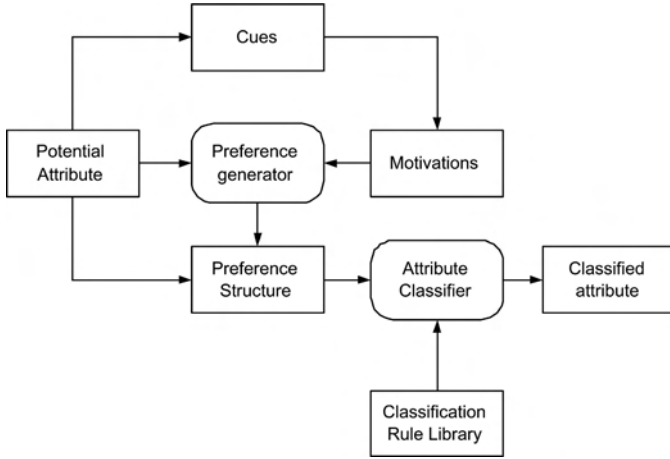 Cues
Potential
Attribute
Preference
generator
Motivations
Preference
Structure
Attribute
Classifier
Classified
attribute
Classification
Rule Library